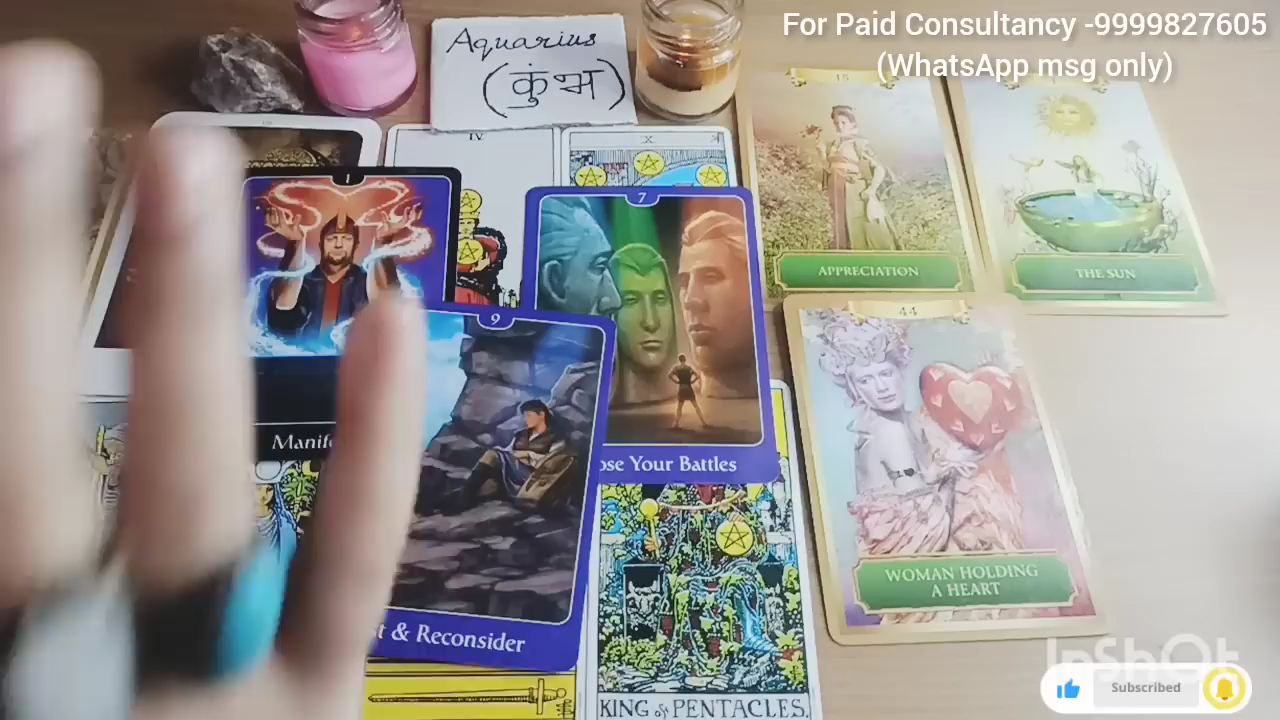 For Paid Consultancy -9999827605
(WhatsApp msg only)
Aquarius
(कुंभ)
IV
X
15
APPRECIATION
THE SUN
1
7
9
44
ose Your Battles
WOMAN HOLDING
A HEART
Manif
t & Reconsider
KING of PENTACLES.
InShOt
Subscribed